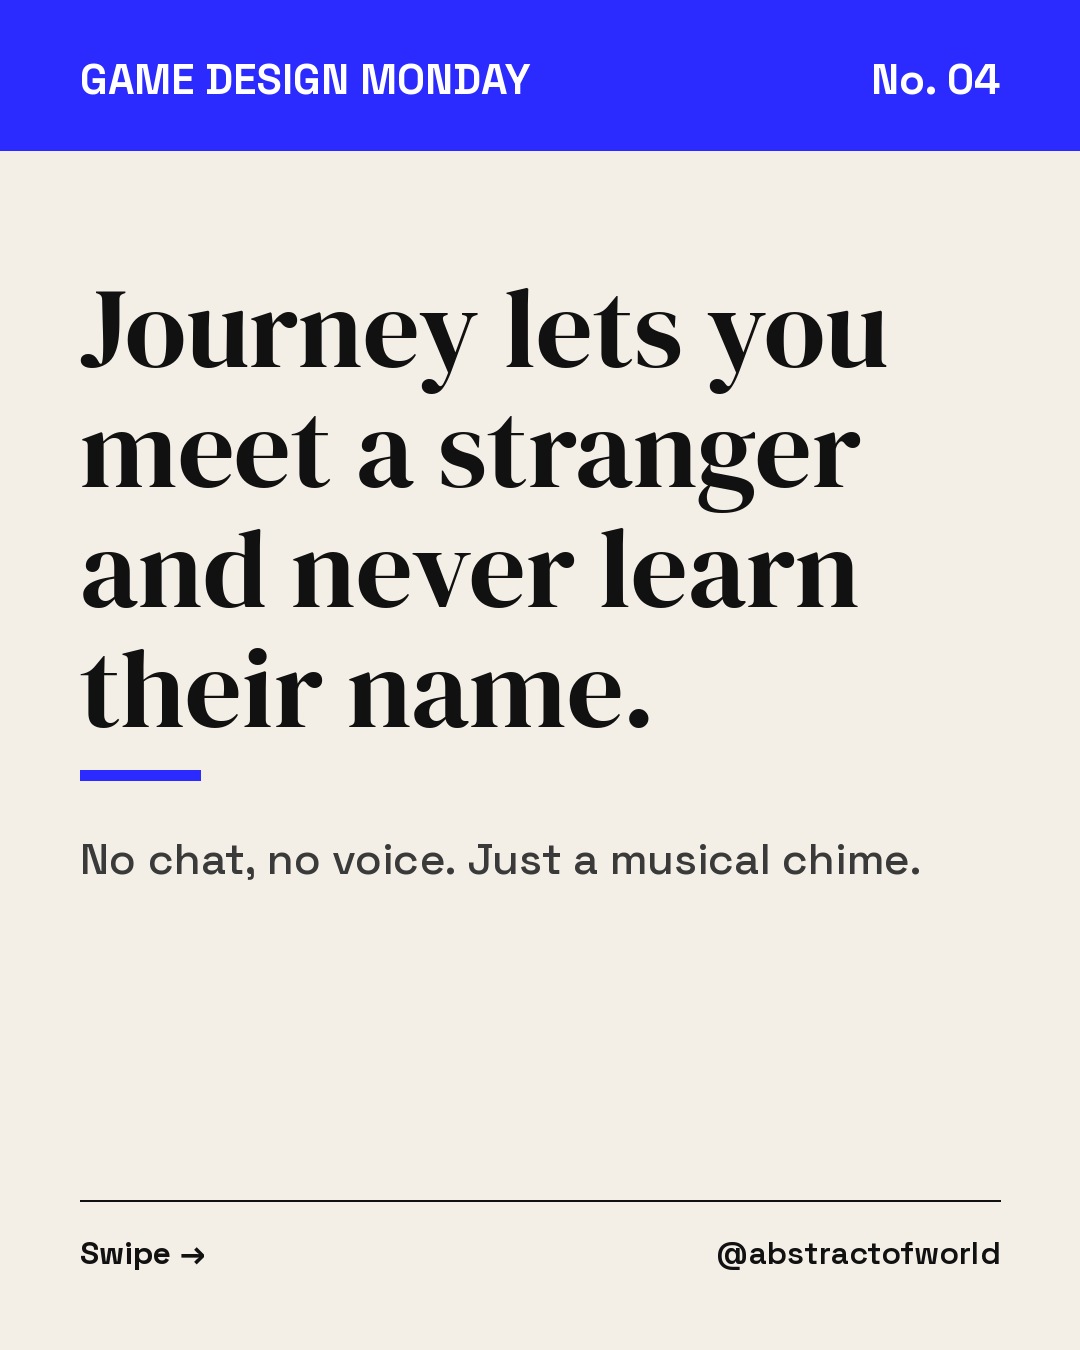 GAME DESIGN MONDAY
No. 04
Journey lets you
meet a stranger
and never learn
their name.
No chat, no voice. Just a musical chime.
Swipe →
@abstractofworld